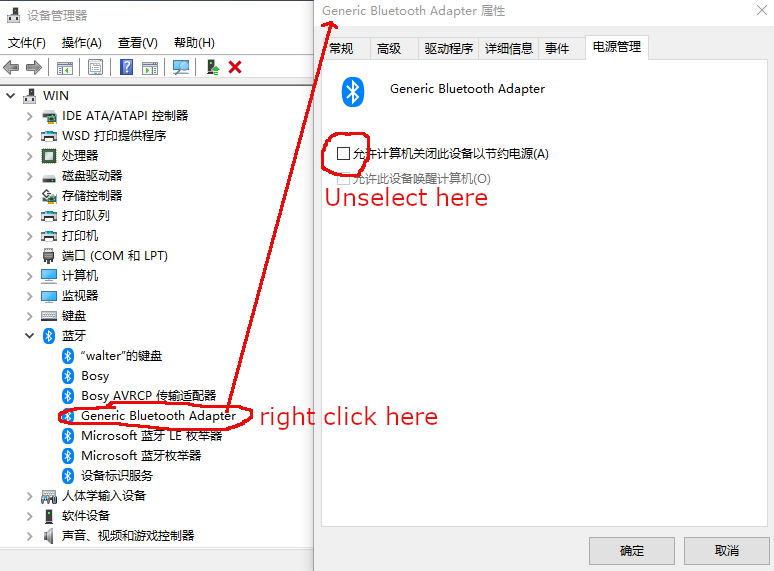 设备管理器
文件(F) 操作(A) 查看(V) 帮助(H)
WIN
IDE ATA/ATAPI 控制器
WSD 打印提供程序
处理器
磁盘驱动器
存储控制器
打印队列
打印机
端口 (COM 和 LPT)
计算机
监视器
键盘
蓝牙
“walter”的键盘
Bosy
Bosy AVRCP 传输适配器
Generic Bluetooth Adapter
Microsoft 蓝牙 LE 枚举器
Microsoft 蓝牙枚举器
设备标识服务
人体学输入设备
软件设备
声音、视频和游戏控制器
right click here
Generic Bluetooth Adapter 属性
常规 高级 驱动程序 详细信息 事件 电源管理
Generic Bluetooth Adapter
允许计算机关闭此设备以节约电源(A)
允许此设备唤醒计算机(O)
Unselect here
确定 取消